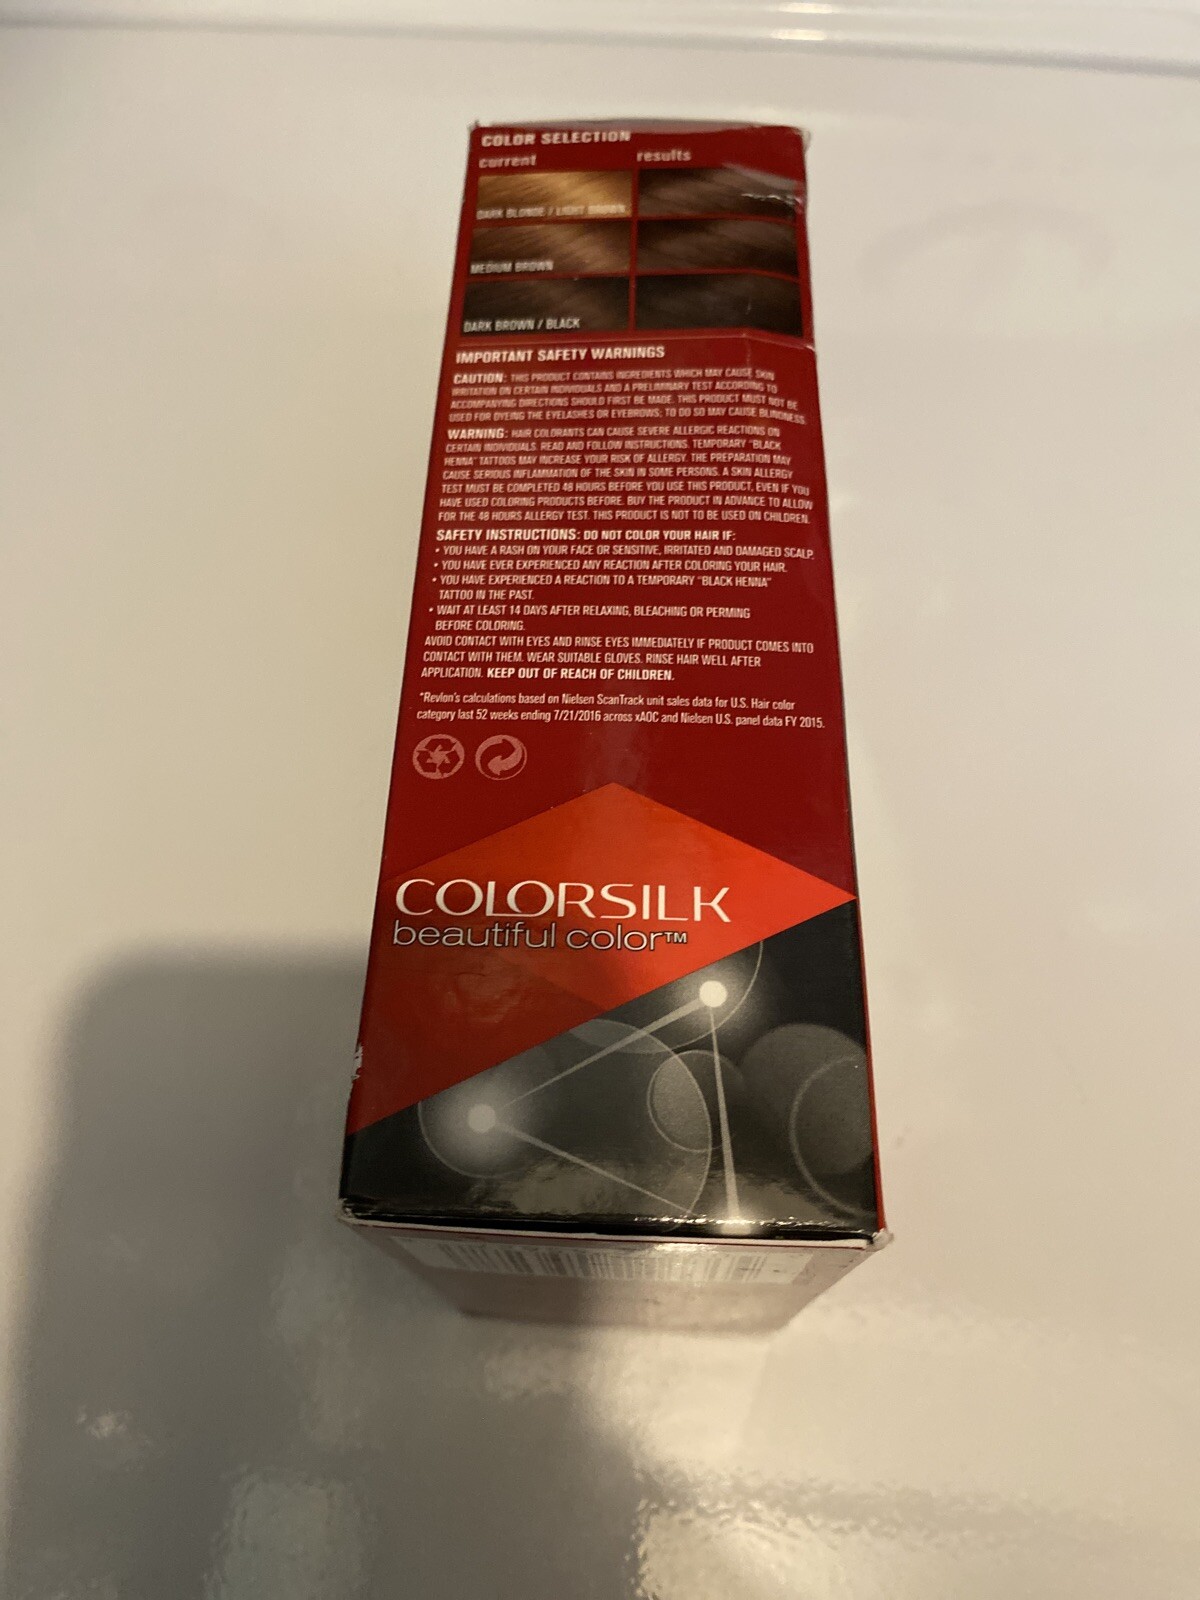 COLOR SELECTION
current results
DARK BLONDE / LIGHT BROWN
MEDIUM BROWN
DARK BROWN / BLACK
IMPORTANT SAFETY WARNINGS
CAUTION: THIS PRODUCT CONTAINS INGREDIENTS WHICH MAY CAUSE SKIN
IRRITATION ON CERTAIN INDIVIDUALS AND A PRELIMINARY TEST ACCORDING TO
ACCOMPANYING DIRECTIONS SHOULD FIRST BE MADE. THIS PRODUCT MUST NOT BE
USED FOR DYEING THE EYELASHES OR EYEBROWS; TO DO SO MAY CAUSE BLINDNESS.
WARNING: HAIR COLORANTS CAN CAUSE SEVERE ALLERGIC REACTIONS ON
CERTAIN INDIVIDUALS. READ AND FOLLOW INSTRUCTIONS. TEMPORARY "BLACK
HENNA" TATTOOS MAY INCREASE YOUR RISK OF ALLERGY. THE PREPARATION MAY
CAUSE SERIOUS INFLAMMATION OF THE SKIN IN SOME PERSONS. A SKIN ALLERGY
TEST MUST BE COMPLETED 48 HOURS BEFORE YOU USE THIS PRODUCT, EVEN IF YOU
HAVE USED COLORING PRODUCTS BEFORE. BUY THE PRODUCT IN ADVANCE TO ALLOW
FOR THE 48 HOURS ALLERGY TEST. THIS PRODUCT IS NOT TO BE USED ON CHILDREN.
SAFETY INSTRUCTIONS: DO NOT COLOR YOUR HAIR IF:
• YOU HAVE A RASH ON YOUR FACE OR SENSITIVE, IRRITATED AND DAMAGED SCALP.
• YOU HAVE EVER EXPERIENCED ANY REACTION AFTER COLORING YOUR HAIR.
• YOU HAVE EXPERIENCED A REACTION TO A TEMPORARY "BLACK HENNA"
TATTOO IN THE PAST.
• WAIT AT LEAST 14 DAYS AFTER RELAXING, BLEACHING OR PERMING
BEFORE COLORING.
AVOID CONTACT WITH EYES AND RINSE EYES IMMEDIATELY IF PRODUCT COMES INTO
CONTACT WITH THEM. WEAR SUITABLE GLOVES. RINSE HAIR WELL AFTER
APPLICATION. KEEP OUT OF REACH OF CHILDREN.
*Revlon's calculations based on Nielsen ScanTrack unit sales data for U.S. Hair color
category last 52 weeks ending 7/21/2016 across xAOC and Nielsen U.S. panel data FY 2015.
COLORSILK
beautiful color™